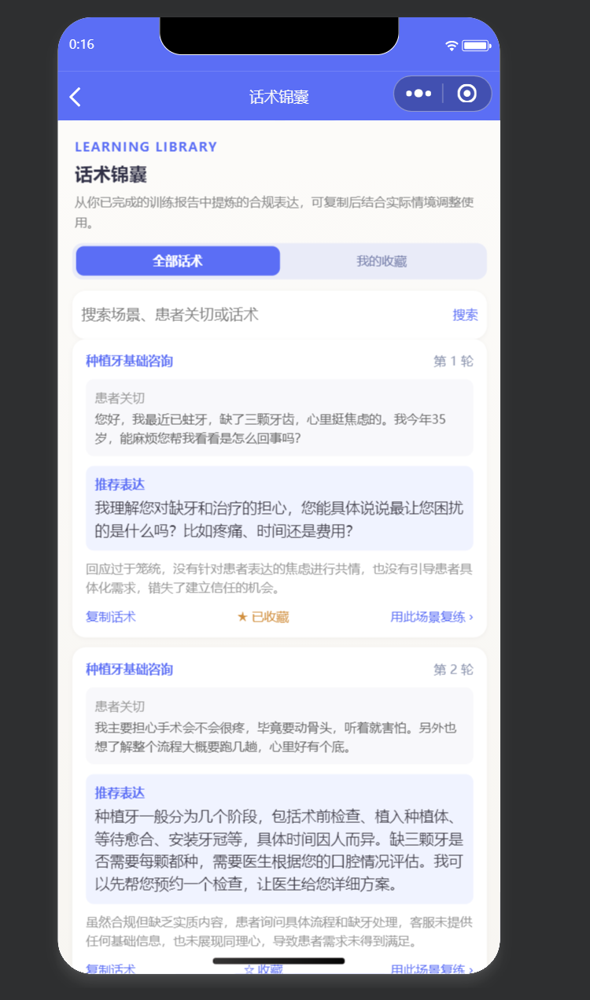 0:16
话术锦囊
LEARNING LIBRARY
话术锦囊
从你已完成的训练报告中提炼的合规表达，可复制后结合实际情境调整使
用。
全部话术 我的收藏
搜索场景、患者关切或话术 搜索
种植牙基础咨询 第 1 轮
患者关切
您好，我最近已蛀牙，缺了三颗牙齿，心里挺焦虑的。我今年35
岁，能麻烦您帮我看看是怎么回事吗？
推荐表达
我理解您对缺牙和治疗的担心，您能具体说说最让您困扰
的是什么吗？比如疼痛、时间还是费用？
回应过于笼统，没有针对患者表达的焦虑进行共情，也没有引导患者具
体化需求，错失了建立信任的机会。
复制话术 ★ 已收藏 用此场景复练 ›
种植牙基础咨询 第 2 轮
患者关切
我主要担心手术会不会很疼，毕竟要动骨头，听着就害怕。另外也
想了解整个流程大概要跑几趟，心里好有个底。
推荐表达
种植牙一般分为几个阶段，包括术前检查、植入种植体、
等待愈合、安装牙冠等，具体时间因人而异。缺三颗牙是
否需要每颗都种，需要医生根据您的口腔情况评估。我可
以先帮您预约一个检查，让医生给您详细方案。
虽然合规但缺乏实质内容，患者询问具体流程和缺牙处理，客服未提供
任何基础信息，也未展现同理心，导致患者需求未得到满足。
复制话术 ☆ 收藏 用此场景复练 ›